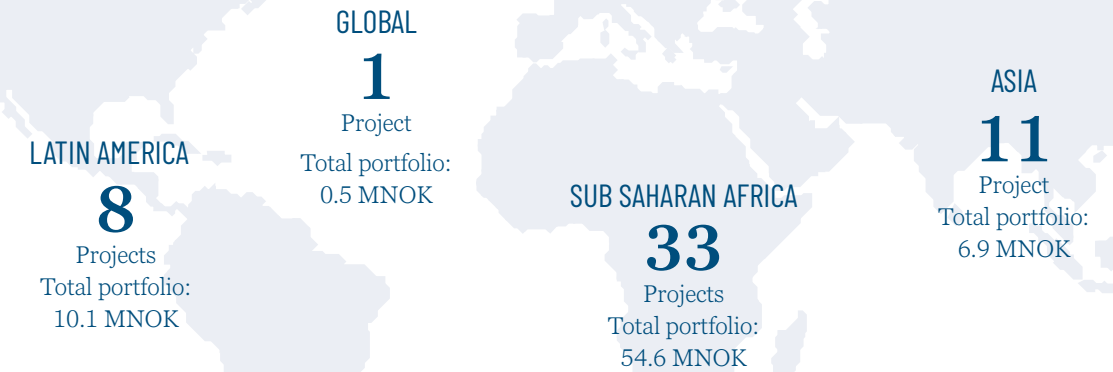 GLOBAL
1
Project
Total portfolio:
0.5 MNOK
LATIN AMERICA
8
Projects
Total portfolio:
10.1 MNOK
SUB SAHARAN AFRICA
33
Projects
Total portfolio:
54.6 MNOK
ASIA
11
Project
Total portfolio:
6.9 MNOK